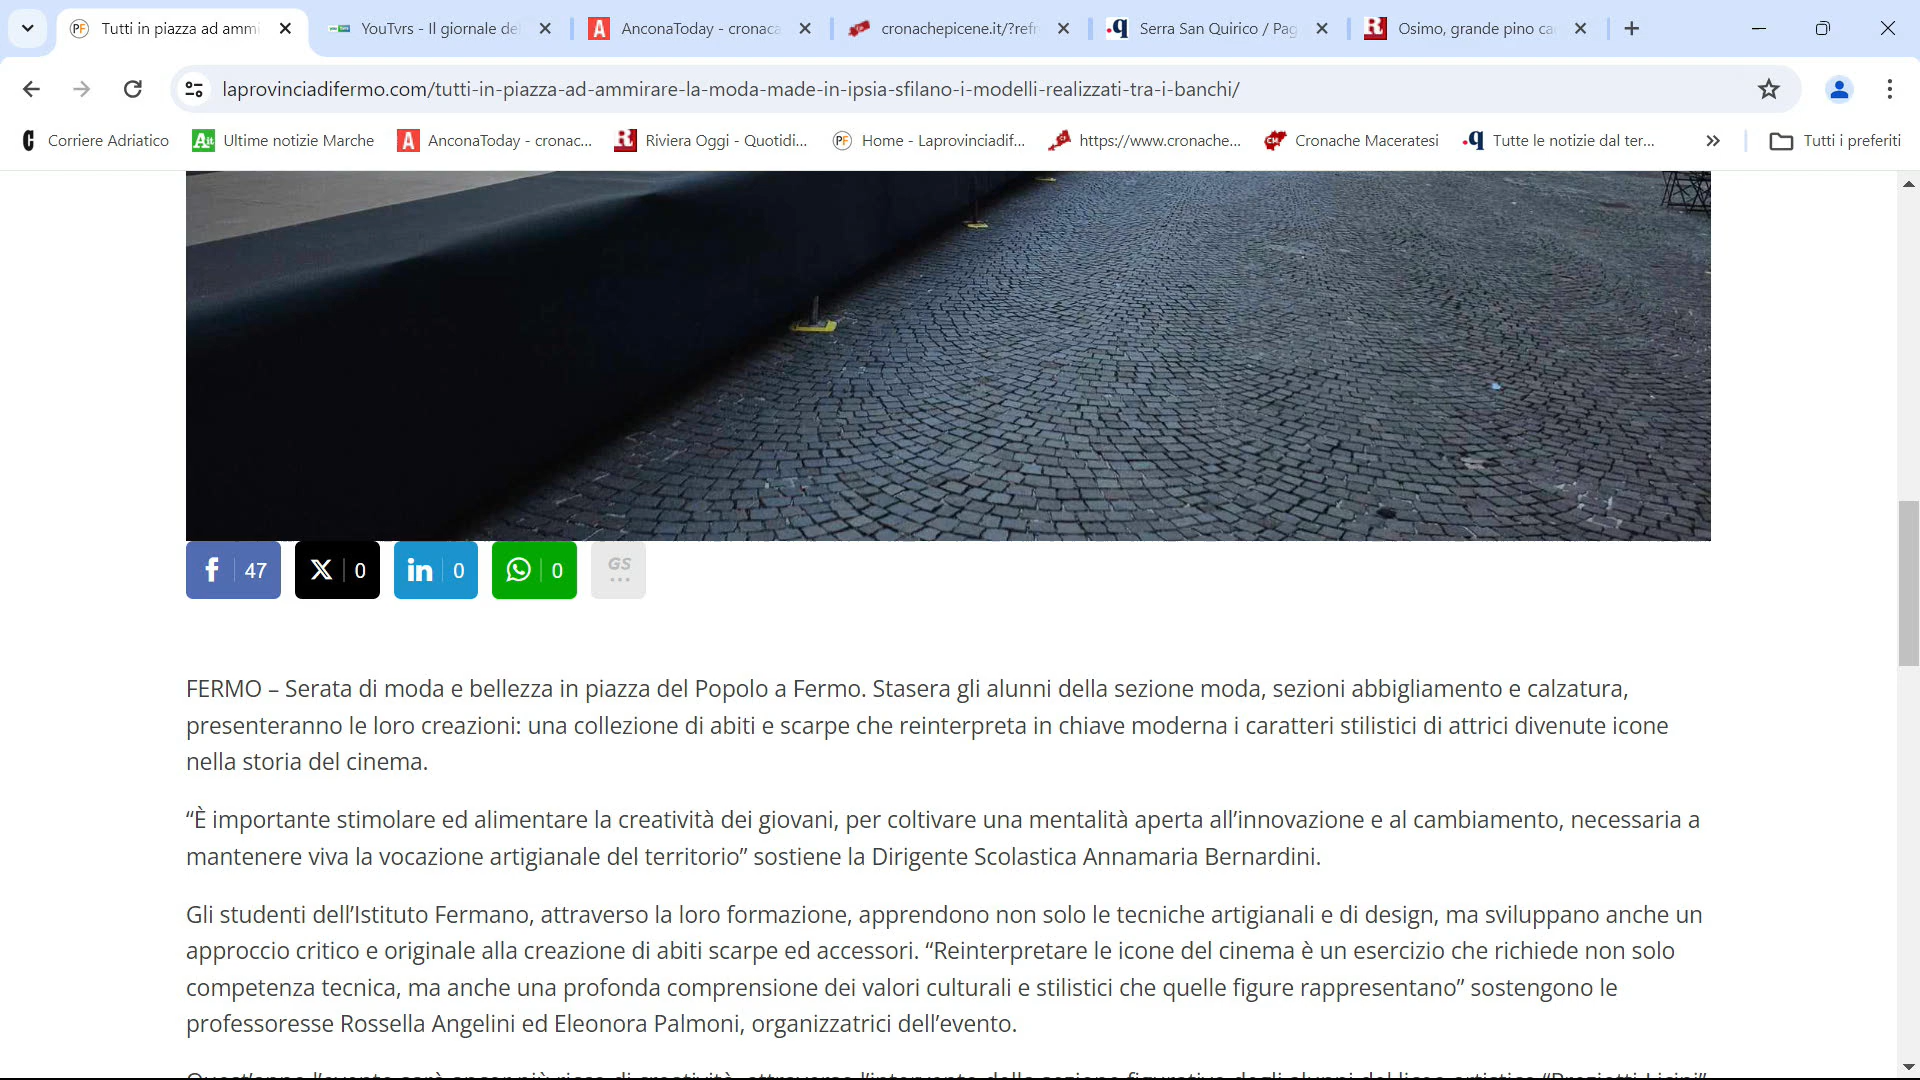 Tutti in piazza ad ammi
YouTvrs - Il giornale de
AnconaToday - cronaca
cronachepicene.it/?refr
Serra San Quirico / Pag
Osimo, grande pino ca
laprovinciadifermo.com/tutti-in-piazza-ad-ammirare-la-moda-made-in-ipsia-sfilano-i-modelli-realizzati-tra-i-banchi/
Corriere Adriatico
Ultime notizie Marche
AnconaToday - cronac...
Riviera Oggi - Quotidi...
Home - Laprovinciadif...
https://www.cronache...
Cronache Maceratesi
Tutte le notizie dal ter...
»
Tutti i preferiti
47
0
0
0
GS
FERMO – Serata di moda e bellezza in piazza del Popolo a Fermo. Stasera gli alunni della sezione moda, sezioni abbigliamento e calzatura,
presenteranno le loro creazioni: una collezione di abiti e scarpe che reinterpreta in chiave moderna i caratteri stilistici di attrici divenute icone
nella storia del cinema.
“È importante stimolare ed alimentare la creatività dei giovani, per coltivare una mentalità aperta all’innovazione e al cambiamento, necessaria a
mantenere viva la vocazione artigianale del territorio” sostiene la Dirigente Scolastica Annamaria Bernardini.
Gli studenti dell’Istituto Fermano, attraverso la loro formazione, apprendono non solo le tecniche artigianali e di design, ma sviluppano anche un
approccio critico e originale alla creazione di abiti scarpe ed accessori. “Reinterpretare le icone del cinema è un esercizio che richiede non solo
competenza tecnica, ma anche una profonda comprensione dei valori culturali e stilistici che quelle figure rappresentano” sostengono le
professoresse Rossella Angelini ed Eleonora Palmoni, organizzatrici dell’evento.